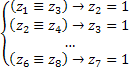 (z₁ ≡ z₃) → z₂ = 1
(z₂ ≡ z₄) → z₃ = 1
...
(z₆ ≡ z₈) → z₇ = 1